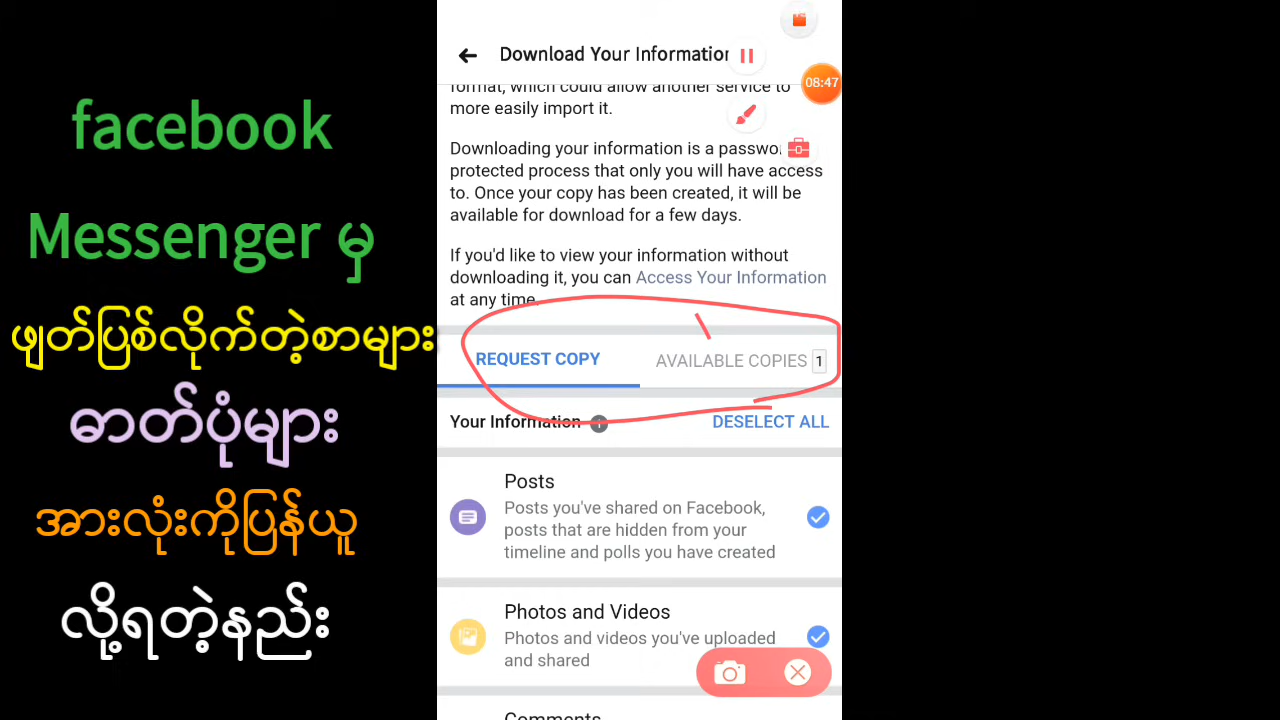 facebook
Messenger မှ
ဖျတ်ပြစ်လိုက်တဲ့စာများ
ဓာတ်ပုံများ
အားလုံးကိုပြန်ယူ
လို့ရတဲ့နည်း
Download Your Information
08:47
format, which could allow another service to
more easily import it.
Downloading your information is a passwo
protected process that only you will have access
to. Once your copy has been created, it will be
available for download for a few days.
If you'd like to view your information without
downloading it, you can Access Your Information
at any time.
REQUEST COPY
AVAILABLE COPIES 1
Your Information
DESELECT ALL
Posts
Posts you've shared on Facebook,
posts that are hidden from your
timeline and polls you have created
Photos and Videos
Photos and videos you've uploaded
and shared
Comments